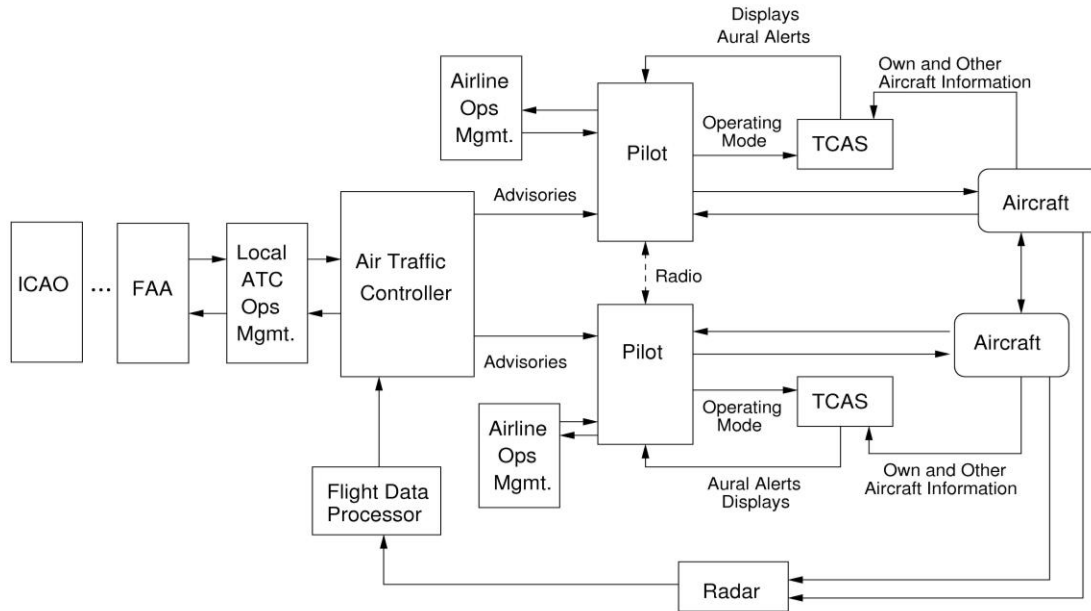 Displays
Aural Alerts
Own and Other
Aircraft Information
Airline
Ops
Mgmt.
Pilot
Operating
Mode
TCAS
Aircraft
Advisories
ICAO
...
FAA
Local
ATC
Ops
Mgmt.
Air Traffic
Controller
Radio
Advisories
Pilot
Aircraft
Operating
Mode
TCAS
Airline
Ops
Mgmt.
Aural Alerts
Displays
Own and Other
Aircraft Information
Flight Data
Processor
Radar